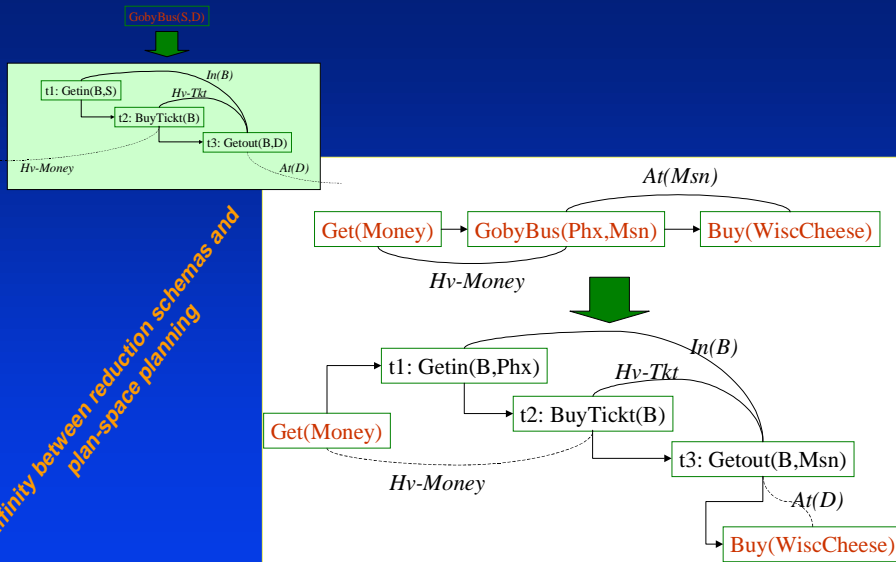 GobyBus(S,D)
In(B)
t1: Getin(B,S)
Hv-Tkt
t2: BuyTickt(B)
t3: Getout(B,D)
Hv-Money
At(D)
At(Msn)
Get(Money)
GobyBus(Phx,Msn)
Buy(WiscCheese)
Hv-Money
In(B)
t1: Getin(B,Phx)
Hv-Tkt
t2: BuyTickt(B)
Get(Money)
t3: Getout(B,Msn)
Hv-Money
At(D)
Buy(WiscCheese)
between reduction schemas and
plan-space planning